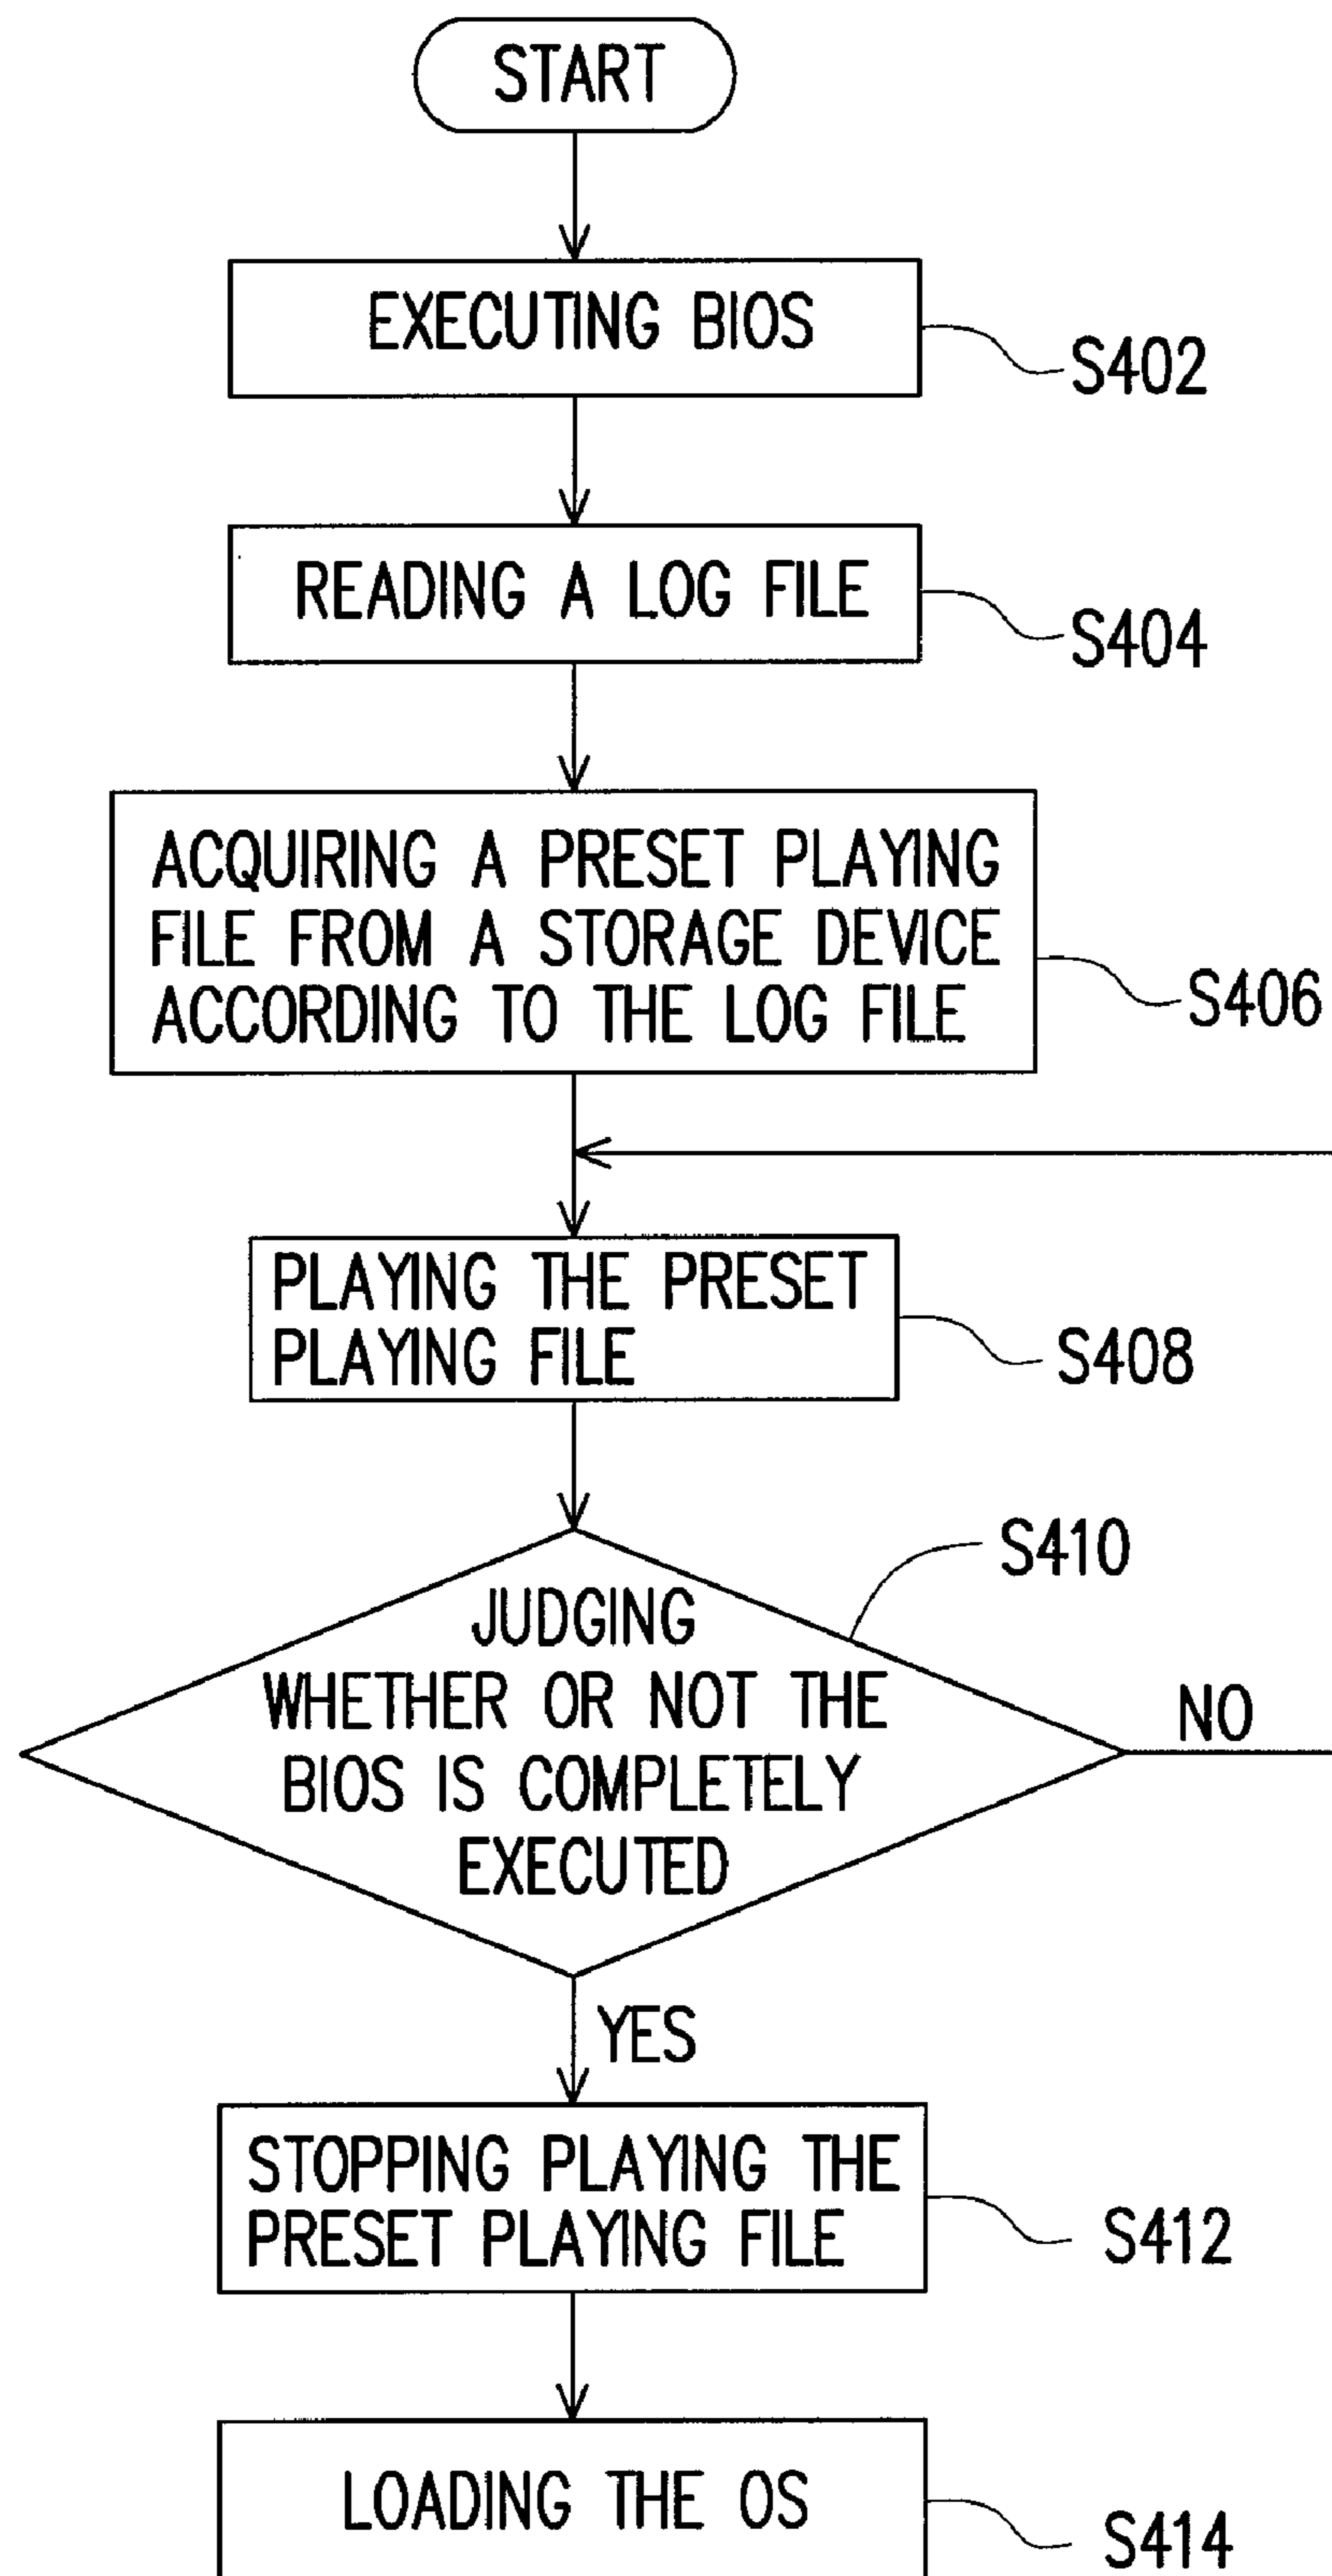 START
EXECUTING BIOS
S402
READING A LOG FILE
S404
ACQUIRING A PRESET PLAYING
FILE FROM A STORAGE DEVICE
ACCORDING TO THE LOG FILE
S406
PLAYING THE PRESET
PLAYING FILE
S408
S410
JUDGING
WHETHER OR NOT THE
BIOS IS COMPLETELY
EXECUTED
NO
YES
STOPPING PLAYING THE
PRESET PLAYING FILE
S412
LOADING THE OS
S414